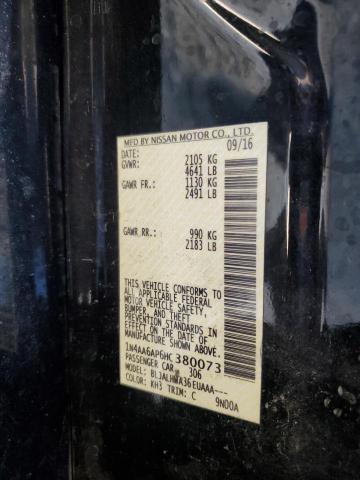 MFD BY NISSAN MOTOR CO., LTD.
DATE: 09/16
GVWR: 2105 KG
4641 LB
GAWR FR.: 1130 KG
2491 LB
GAWR RR.: 990 KG
2183 LB
THIS VEHICLE CONFORMS TO
ALL APPLICABLE FEDERAL
MOTOR VEHICLE SAFETY,
BUMPER, AND THEFT
PREVENTION STANDARDS
IN EFFECT ON THE DATE OF
MANUFACTURE SHOWN ABOVE.
1N4AA6AP6HC380073
PASSENGER CAR 306
MODEL: EUAAA---
COLOR: KH3 TRIM: C 9N00A